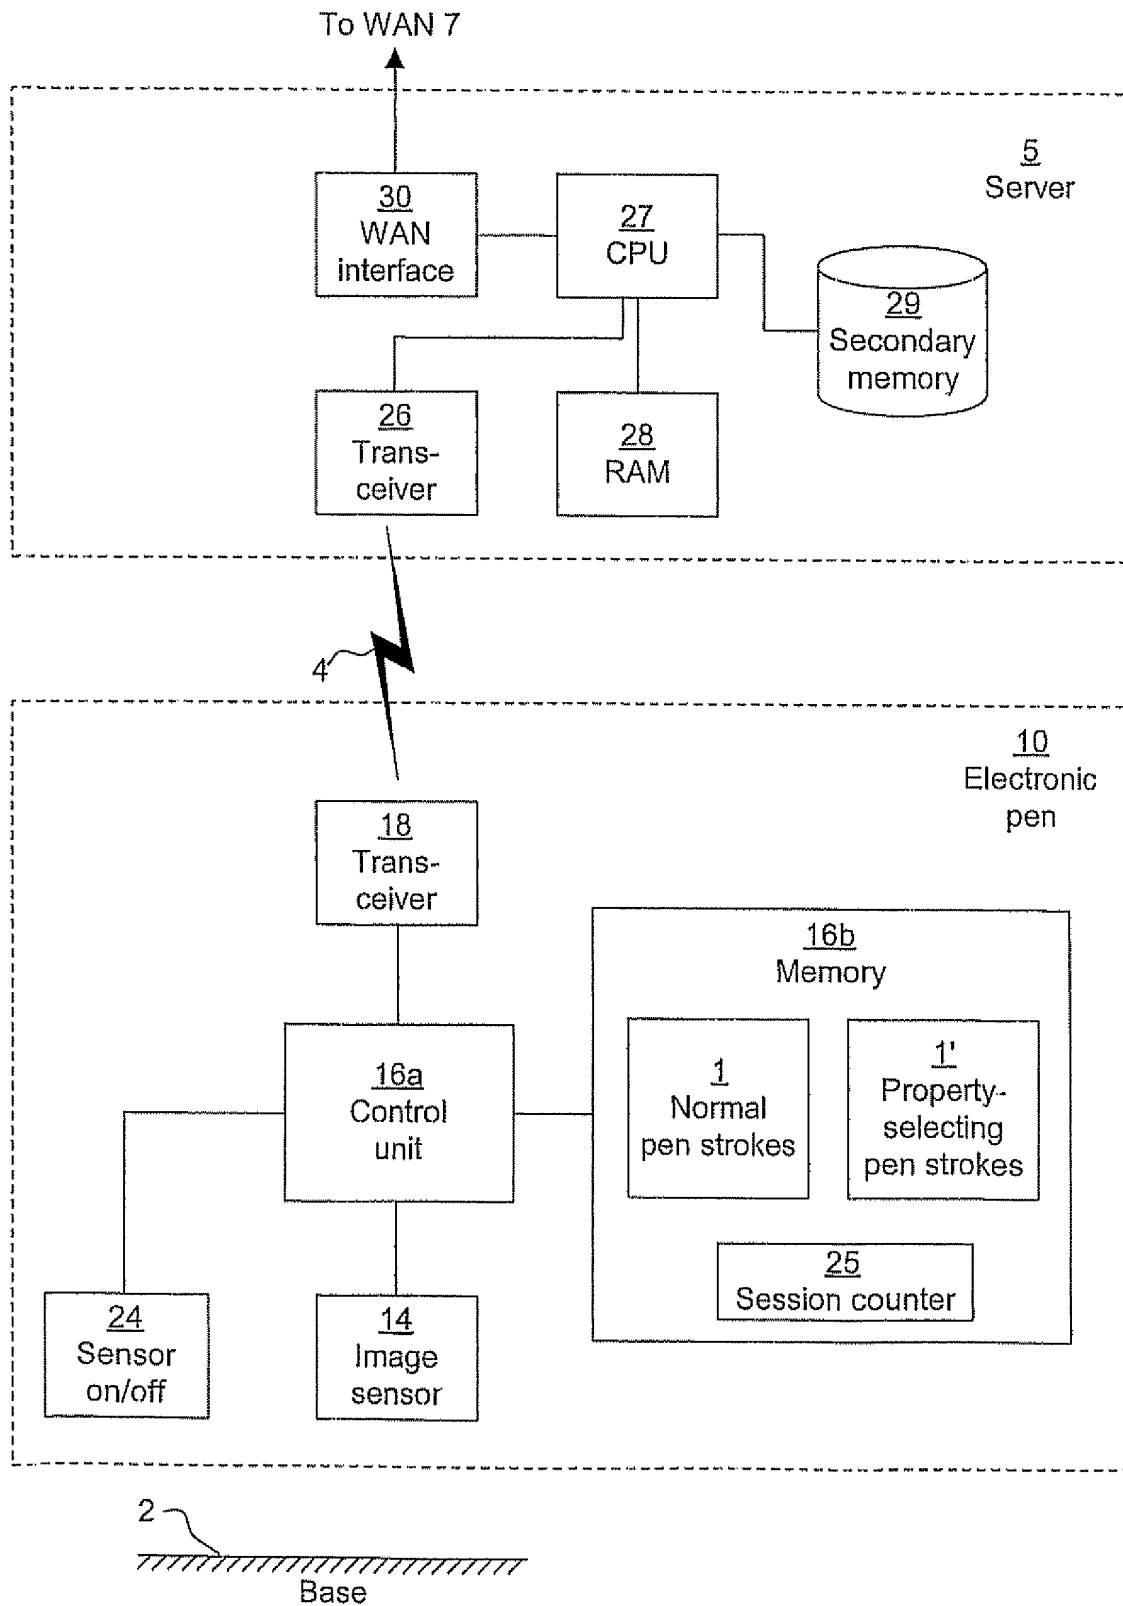 To WAN 7
5
Server
30
WAN
interface
27
CPU
29
Secondary
memory
26
Trans-
ceiver
28
RAM
4
10
Electronic
pen
18
Trans-
ceiver
16b
Memory
16a
Control
unit
1
Normal
pen strokes
1'
Property-
selecting
pen strokes
25
Session counter
24
Sensor
on/off
14
Image
sensor
2
Base